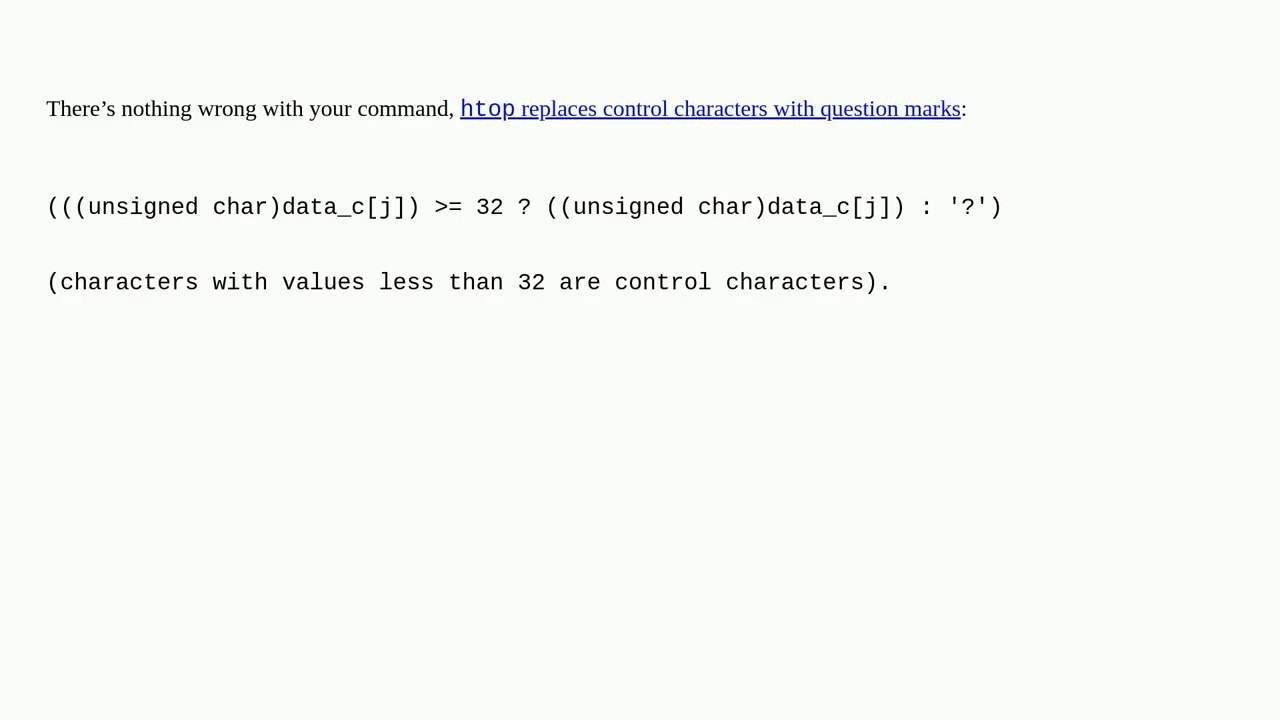 There’s nothing wrong with your command, htop replaces control characters with question marks:
(((unsigned char)data_c[j]) >= 32 ? ((unsigned char)data_c[j]) : '?')
(characters with values less than 32 are control characters).